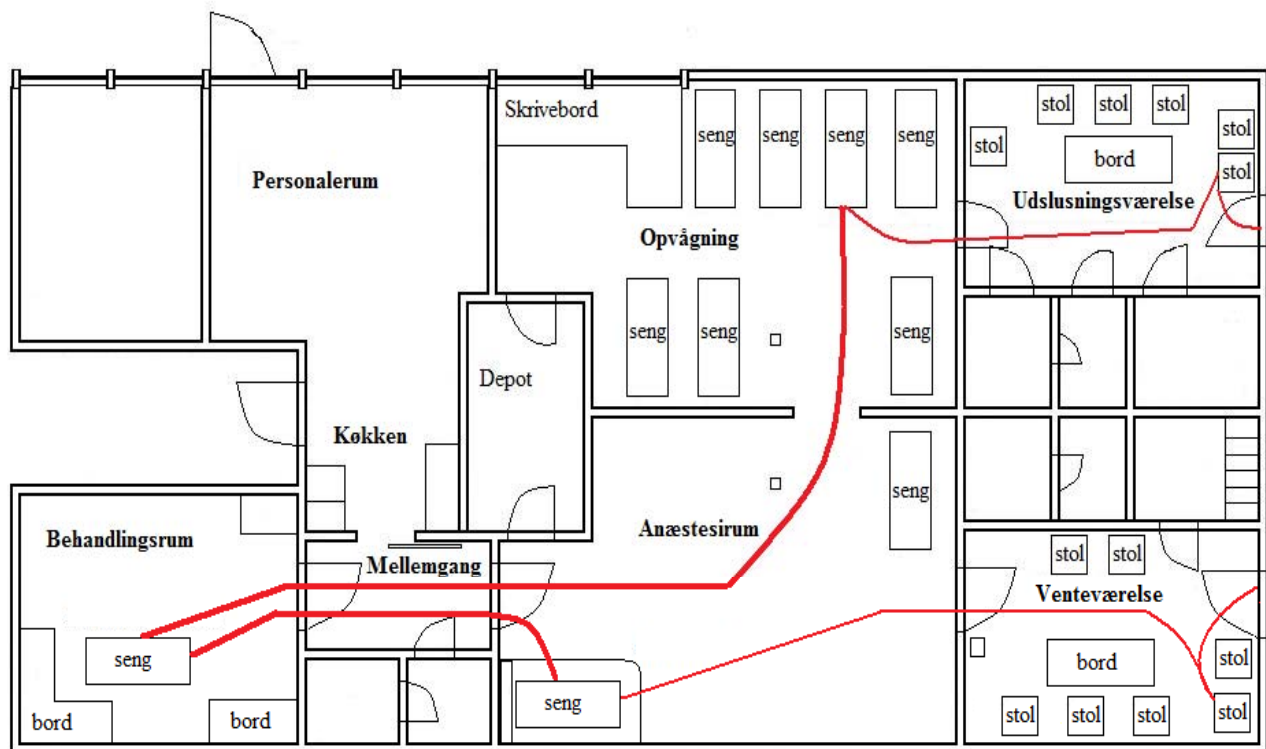 stol
stol
stol
Skrivebord
seng
seng
seng
seng
stol
stol
bord
stol
Personalerum
Udslusningsværelse
Opvågning
seng
seng
seng
Depot
Køkken
seng
Anæstesirum
Behandlingsrum
stol
stol
Mellemgang
Venteværelse
seng
bord
stol
seng
bord
bord
stol
stol
stol
stol